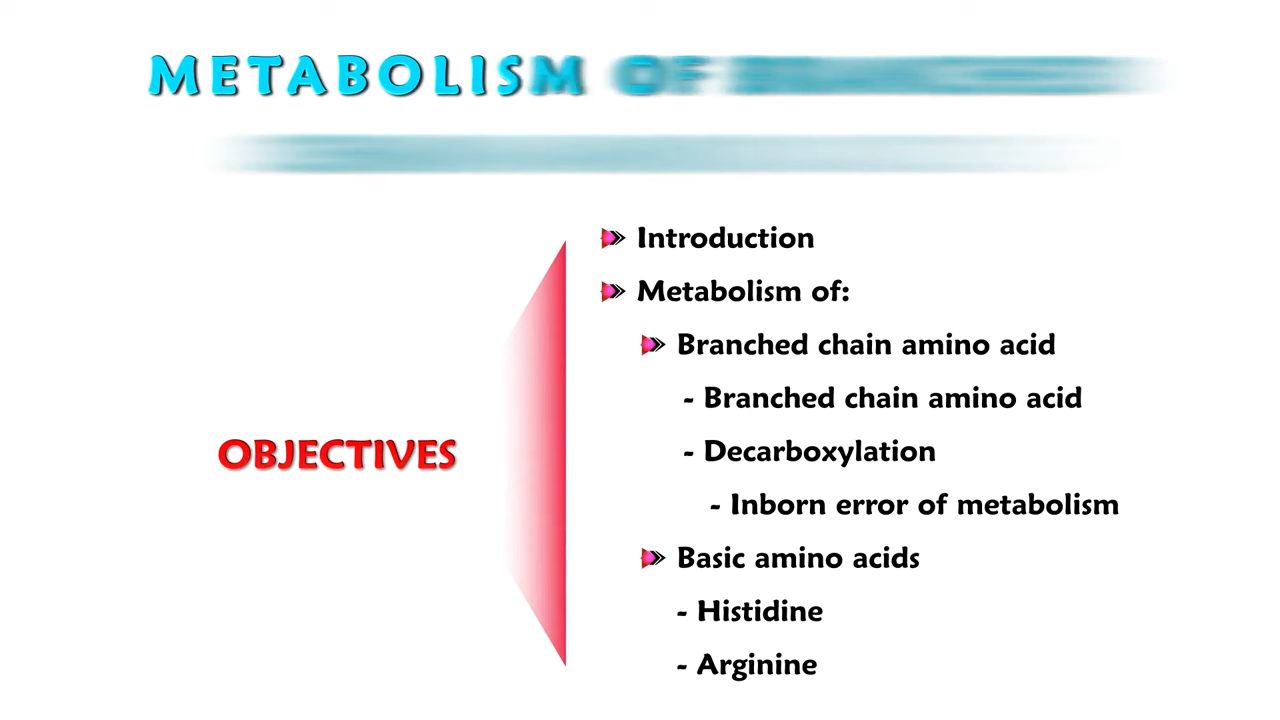 METABOLISM OF
OBJECTIVES
Introduction
Metabolism of:
Branched chain amino acid
- Branched chain amino acid
- Decarboxylation
- Inborn error of metabolism
Basic amino acids
- Histidine
- Arginine